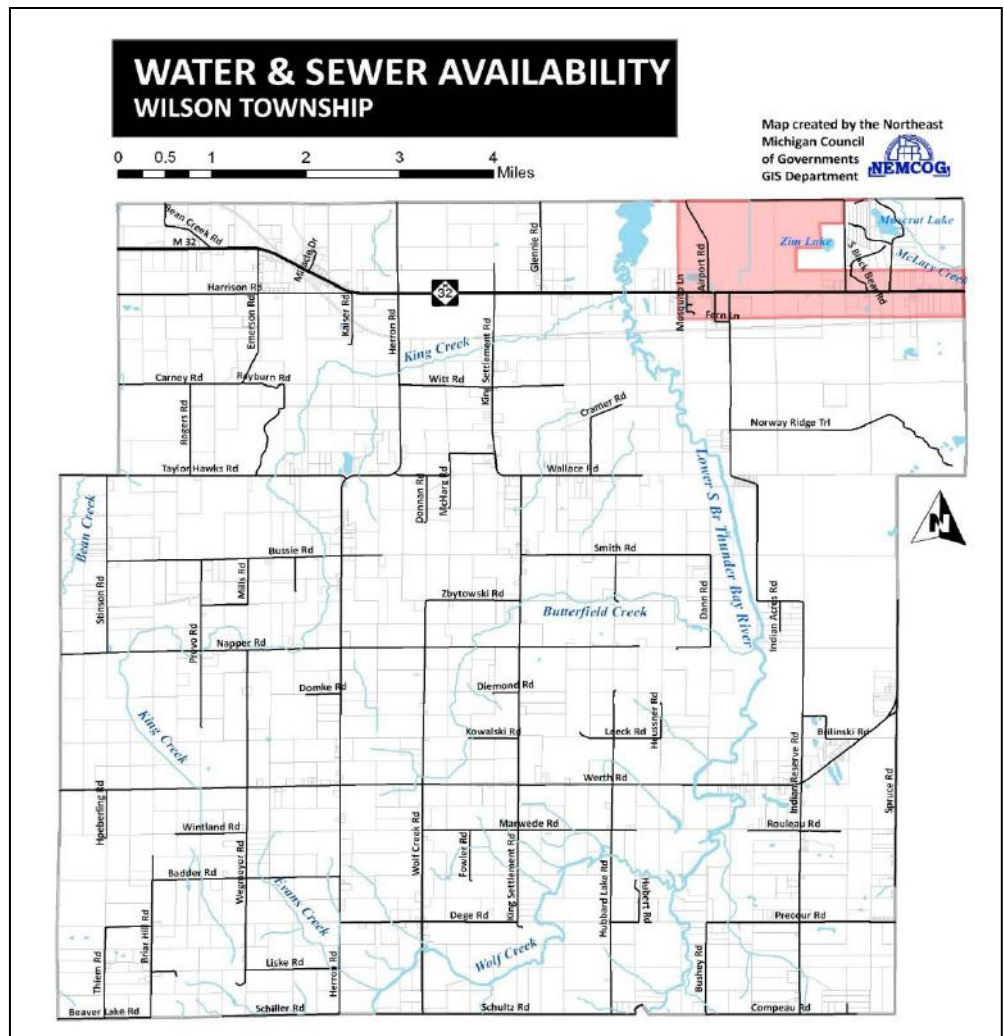 WATER & SEWER AVAILABILITY
WILSON TOWNSHIP
Map created by the Northeast
Michigan Council
of Governments
GIS Department
NEMCOG
0 0.5 1 2 3 4
Miles
Bean Creek Rd
M 32
Miracle Dr
Glennie Rd
Airport Rd
Zim Lake
Muscrat Lake
McLary Creek
S Black Bear Rd
Harrison Rd
Emerson Rd
Kaiser Rd
Herron Rd
32
King Settlement Rd
Mosquito Ln
Fern Ln
King Creek
Carney Rd
Rayburn Rd
Witt Rd
Rogers Rd
Cramer Rd
Norway Ridge Trl
Taylor Hawks Rd
Donnan Rd
McHarg Rd
Wallace Rd
Lower S Br Thunder Bay River
N
Bean Creek
Stinson Rd
Bussie Rd
Mills Rd
Smith Rd
Zbytowski Rd
Butterfield Creek
Dann Rd
Indian Acres Rd
Prevo Rd
Napper Rd
Domke Rd
Diemond Rd
King Creek
Kowalski Rd
Leeck Rd
Heussner Rd
Brilinski Rd
Werth Rd
Indian Reserve Rd
Spruce Rd
Hoeberling Rd
Wintland Rd
Marwede Rd
Rouleau Rd
Wegmeyer Rd
Wolf Creek Rd
Fowler Rd
Badder Rd
Evans Creek
King Settlement Rd
Hubbard Lake Rd
Hubert Rd
Dege Rd
Precour Rd
Thiem Rd
Briar Hill Rd
Liske Rd
Herron Rd
Wolf Creek
Bushey Rd
Beaver Lake Rd
Schiller Rd
Schultz Rd
Compeau Rd